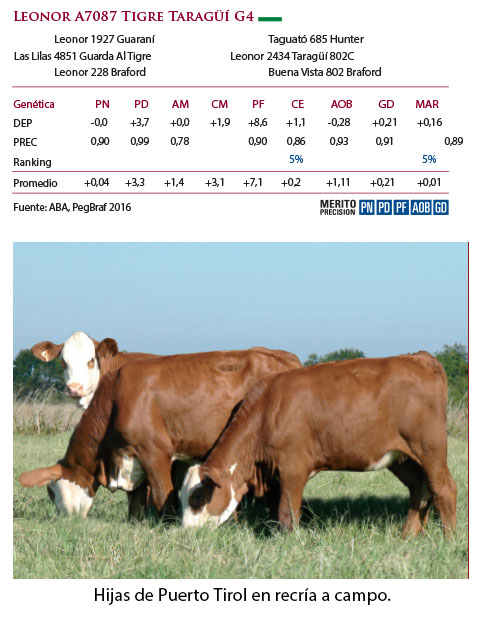 Leonor A7087 Tigre Taragüí G4
Leonor 1927 Guaraní Taguató 685 Hunter
Las Lilas 4851 Guarda Al Tigre Leonor 2434 Taragüí 802C
Leonor 228 Braford Buena Vista 802 Braford
Genética PN PD AM CM PF CE AOB GD MAR
DEP -0,0 +3,7 +0,0 +1,9 +8,6 +1,1 -0,28 +0,21 +0,16
PREC 0,90 0,99 0,78 0,90 0,86 0,93 0,91 0,89
Ranking 5% 5%
Promedio +0,04 +3,3 +1,4 +3,1 +7,1 +0,2 +1,11 +0,21 +0,01
Fuente: ABA, PegBraf 2016
MERITO PN PD PF AOB GD
PRECISION
Hijas de Puerto Tirol en recría a campo.